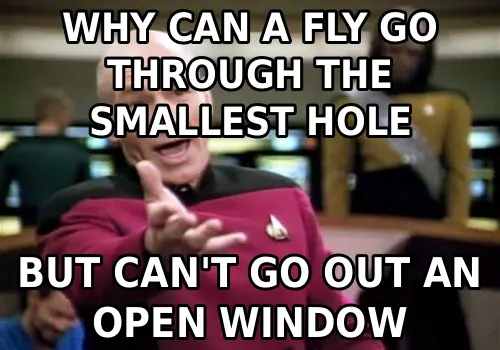 WHY CAN A FLY GO
THROUGH THE
SMALLEST HOLE
BUT CAN'T GO OUT AN
OPEN WINDOW